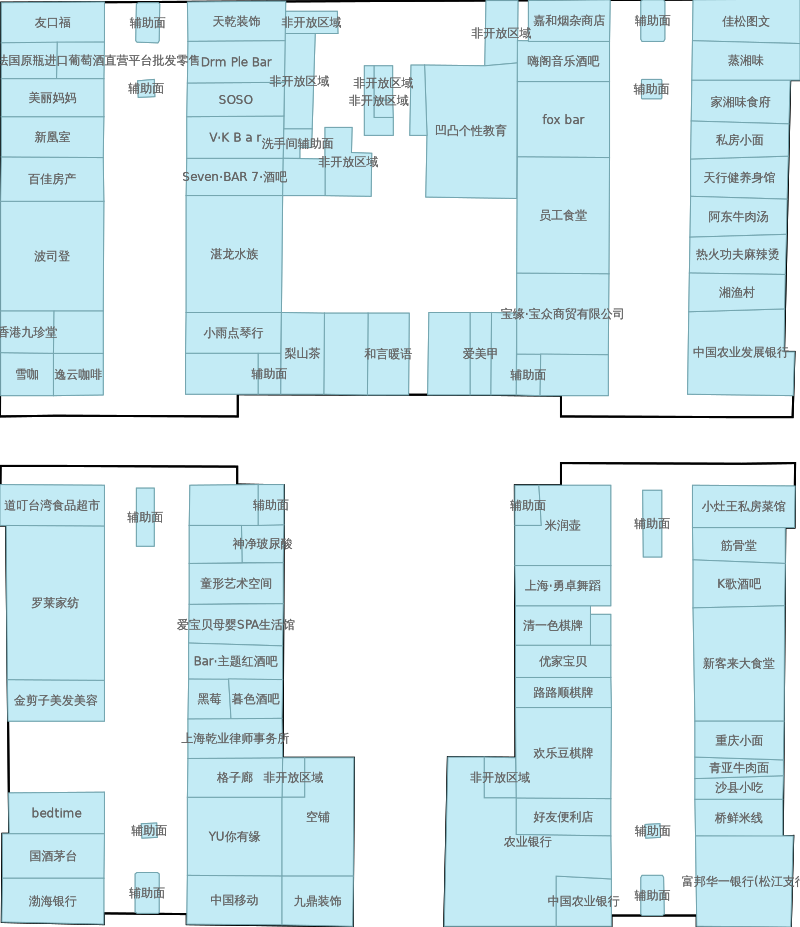 友口福
辅助面
天乾装饰
非开放区域
非开放区域
嘉和烟杂商店
辅助面
佳松图文
法国原瓶进口葡萄酒直营平台批发零售
Drm Ple Bar
嗨阁音乐酒吧
蒸湘味
辅助面
非开放区域
非开放区域
辅助面
美丽妈妈
SOSO
非开放区域
家湘味食府
新凰室
V·K B a r
洗手间辅助面
凹凸个性教育
fox bar
私房小面
百佳房产
Seven·BAR 7·酒吧
非开放区域
天行健养身馆
员工食堂
阿东牛肉汤
波司登
湛龙水族
热火功夫麻辣烫
湘渔村
香港九珍堂
小雨点琴行
宝缘·宝众商贸有限公司
梨山茶
和言暖语
爱美甲
中国农业发展银行
雪咖
逸云咖啡
辅助面
辅助面
道叮台湾食品超市
辅助面
辅助面
辅助面
米润壶
辅助面
小灶王私房菜馆
神净玻尿酸
筋骨堂
罗莱家纺
童形艺术空间
上海·勇卓舞蹈
K歌酒吧
爱宝贝母婴SPA生活馆
清一色棋牌
Bar·主题红酒吧
优家宝贝
新客来大食堂
金剪子美发美容
黑莓
暮色酒吧
路路顺棋牌
上海乾业律师事务所
欢乐豆棋牌
重庆小面
格子廊
非开放区域
非开放区域
青亚牛肉面
沙县小吃
bedtime
空铺
好友便利店
桥鲜米线
辅助面
YU你有缘
农业银行
辅助面
国酒茅台
渤海银行
辅助面
中国移动
九鼎装饰
中国农业银行
辅助面
富邦华一银行(松江支行